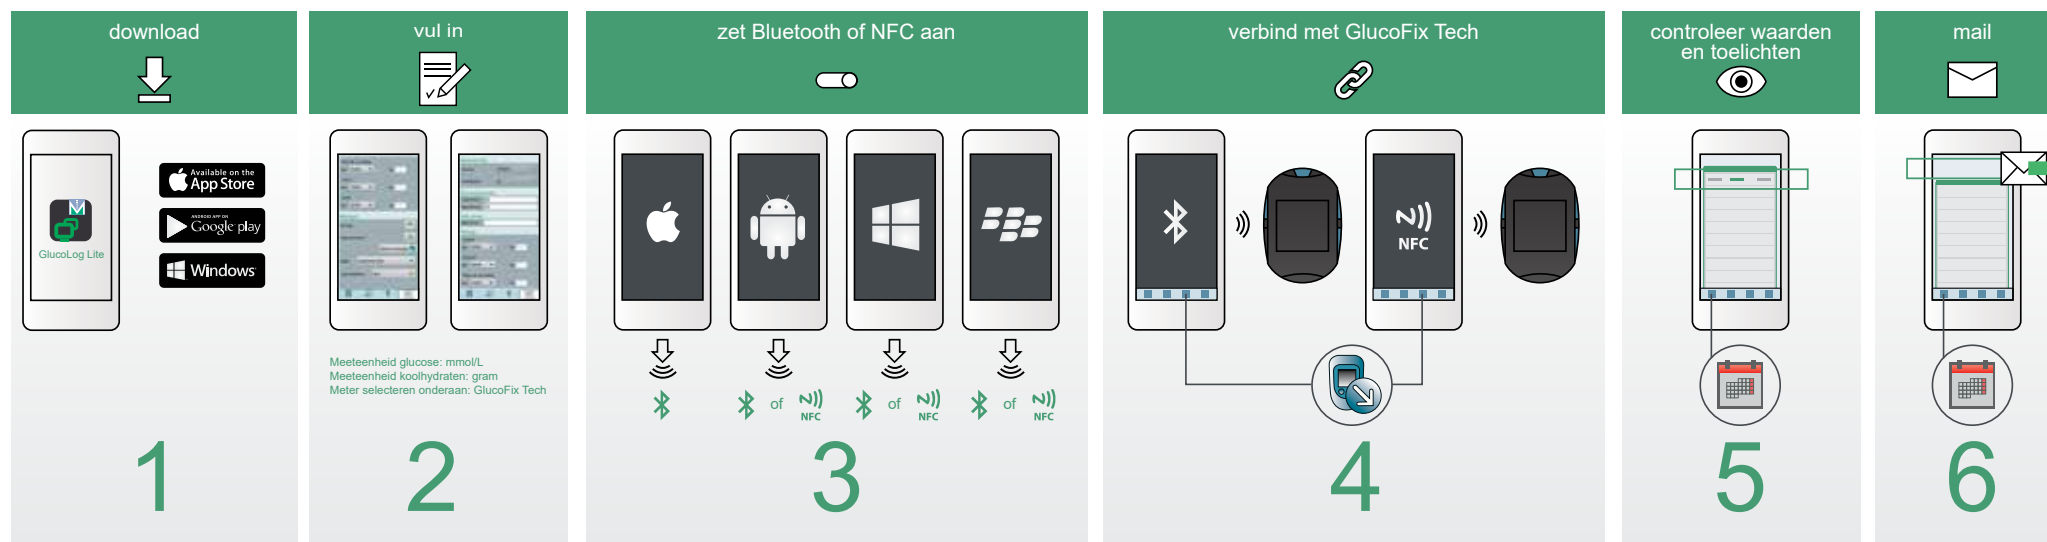 download
GlucoLog Lite
Available on the
App Store
ANDROID APP ON
Google play
Windows
1
vul in
Meeteenheid glucose: mmol/L
Meeteenheid koolhydraten: gram
Meter selecteren onderaan: GlucoFix Tech
2
zet Bluetooth of NFC aan
of
NFC
of
NFC
of
NFC
3
verbind met GlucoFix Tech
NFC
4
controleer waarden
en toelichten
5
mail
6